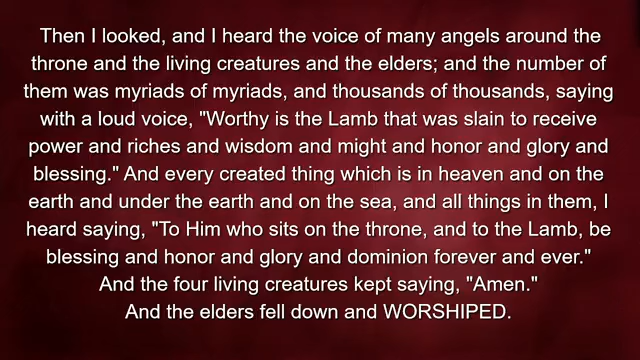 Then I looked, and I heard the voice of many angels around the
throne and the living creatures and the elders; and the number of
them was myriads of myriads, and thousands of thousands, saying
with a loud voice, "Worthy is the Lamb that was slain to receive
power and riches and wisdom and might and honor and glory and
blessing." And every created thing which is in heaven and on the
earth and under the earth and on the sea, and all things in them, I
heard saying, "To Him who sits on the throne, and to the Lamb, be
blessing and honor and glory and dominion forever and ever."
And the four living creatures kept saying, "Amen."
And the elders fell down and WORSHIPED.